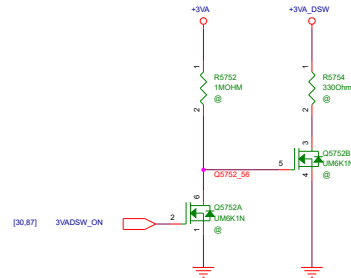 +3VA
+3VA_DSW
1
R5752
1MOHM
@
2
1
R5754
330Ohm
@
2
3
Q5752B
UM6K1N
@
5
4
Q5752_56
6
Q5752A
UM6K1N
@
2
1
[30,87] 3VADSW_ON